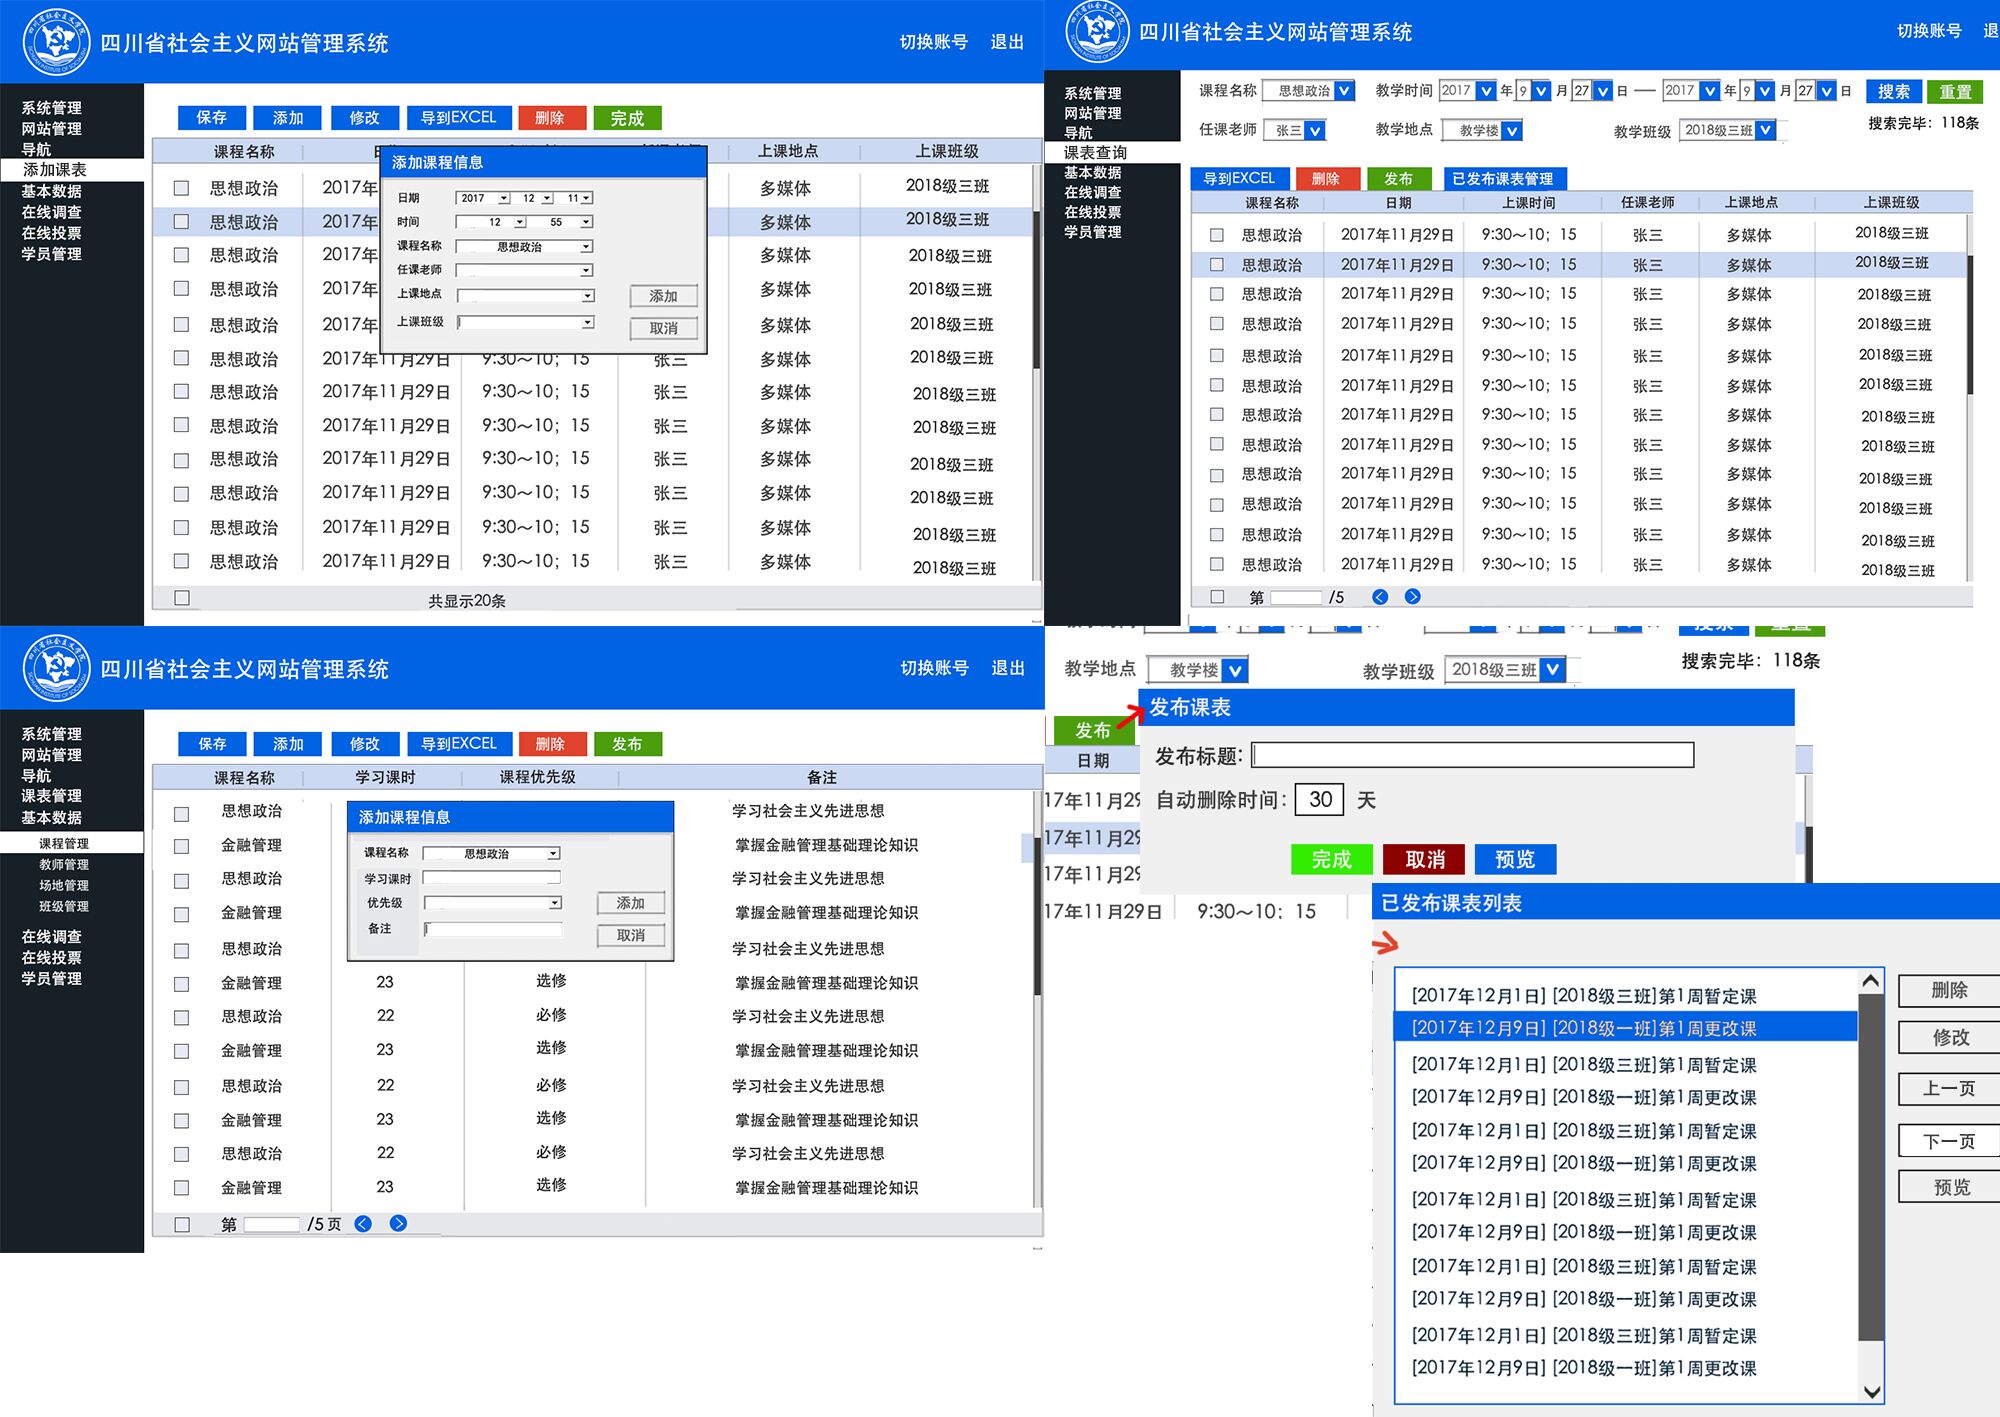 四川省社会主义网站管理系统
切换账号 退出
系统管理
网站管理
导航
添加课表
基本数据
在线调查
在线投票
学员管理
保存 添加 修改 导到EXCEL 删除 完成
课程名称 上课地点 上课班级
思想政治 2017年 多媒体 2018级三班
思想政治 2017年 多媒体 2018级三班
思想政治 2017年 多媒体 2018级三班
思想政治 2017年 多媒体 2018级三班
思想政治 2017年 多媒体 2018级三班
思想政治 2017年11月29日 9:30～10；15 张三 多媒体 2018级三班
思想政治 2017年11月29日 9:30～10；15 张三 多媒体 2018级三班
思想政治 2017年11月29日 9:30～10；15 张三 多媒体 2018级三班
思想政治 2017年11月29日 9:30～10；15 张三 多媒体 2018级三班
思想政治 2017年11月29日 9:30～10；15 张三 多媒体 2018级三班
思想政治 2017年11月29日 9:30～10；15 张三 多媒体 2018级三班
思想政治 2017年11月29日 9:30～10；15 张三 多媒体 2018级三班
共显示20条
添加课程信息
日期 2017 12 11
时间 12 55
课程名称 思想政治
任课老师
上课地点
上课班级
添加
取消
四川省社会主义网站管理系统
切换账号 退
系统管理
网站管理
导航
课表查询
基本数据
在线调查
在线投票
学员管理
课程名称 思想政治 教学时间 2017 年 9 月 27 日 — 2017 年 9 月 27 日 搜索 重置
任课老师 张三 教学地点 教学楼 教学班级 2018级三班 搜索完毕：118条
导到EXCEL 删除 发布 已发布课表管理
课程名称 日期 上课时间 任课老师 上课地点 上课班级
思想政治 2017年11月29日 9:30～10；15 张三 多媒体 2018级三班
思想政治 2017年11月29日 9:30～10；15 张三 多媒体 2018级三班
思想政治 2017年11月29日 9:30～10；15 张三 多媒体 2018级三班
思想政治 2017年11月29日 9:30～10；15 张三 多媒体 2018级三班
思想政治 2017年11月29日 9:30～10；15 张三 多媒体 2018级三班
思想政治 2017年11月29日 9:30～10；15 张三 多媒体 2018级三班
思想政治 2017年11月29日 9:30～10；15 张三 多媒体 2018级三班
思想政治 2017年11月29日 9:30～10；15 张三 多媒体 2018级三班
思想政治 2017年11月29日 9:30～10；15 张三 多媒体 2018级三班
思想政治 2017年11月29日 9:30～10；15 张三 多媒体 2018级三班
思想政治 2017年11月29日 9:30～10；15 张三 多媒体 2018级三班
思想政治 2017年11月29日 9:30～10；15 张三 多媒体 2018级三班
第 /5
四川省社会主义网站管理系统
切换账号 退出
系统管理
网站管理
导航
课表管理
基本数据
课程管理
教师管理
场地管理
班级管理
在线调查
在线投票
学员管理
保存 添加 修改 导到EXCEL 删除 发布
课程名称 学习课时 课程优先级 备注
思想政治 学习社会主义先进思想
金融管理 掌握金融管理基础理论知识
思想政治 学习社会主义先进思想
金融管理 掌握金融管理基础理论知识
思想政治 学习社会主义先进思想
金融管理 23 选修 掌握金融管理基础理论知识
思想政治 22 必修 学习社会主义先进思想
金融管理 23 选修 掌握金融管理基础理论知识
思想政治 22 必修 学习社会主义先进思想
金融管理 23 选修 掌握金融管理基础理论知识
思想政治 22 必修 学习社会主义先进思想
金融管理 23 选修 掌握金融管理基础理论知识
第 /5 页
添加课程信息
课程名称 思想政治
学习课时
优先级
备注
添加
取消
教学地点 教学楼 教学班级 2018级三班 搜索完毕：118条
发布
日期
17年11月29
17年11月29
17年11月29
17年11月29日 9:30～10：15
发布课表
发布标题：
自动删除时间： 30 天
完成 取消 预览
已发布课表列表
[2017年12月1日] [2018级三班]第1周暂定课
[2017年12月9日] [2018级一班]第1周更改课
[2017年12月1日] [2018级三班]第1周暂定课
[2017年12月9日] [2018级一班]第1周更改课
[2017年12月1日] [2018级三班]第1周暂定课
[2017年12月9日] [2018级一班]第1周更改课
[2017年12月1日] [2018级三班]第1周暂定课
[2017年12月9日] [2018级一班]第1周更改课
[2017年12月1日] [2018级三班]第1周暂定课
[2017年12月9日] [2018级一班]第1周更改课
[2017年12月1日] [2018级三班]第1周暂定课
[2017年12月9日] [2018级一班]第1周更改课
删除
修改
上一页
下一页
预览